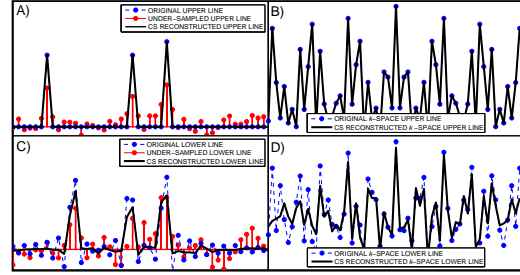 A)
ORIGINAL UPPER LINE
UNDER-SAMPLED UPPER LINE
CS RECONSTRUCTED UPPER LINE
B)
ORIGINAL k-SPACE UPPER LINE
CS RECONSTRUCTED k-SPACE UPPER LINE
C)
ORIGINAL LOWER LINE
UNDER-SAMPLED LOWER LINE
CS RECONSTRUCTED LOWER LINE
D)
ORIGINAL k-SPACE LOWER LINE
CS RECONSTRUCTED k-SPACE LOWER LINE